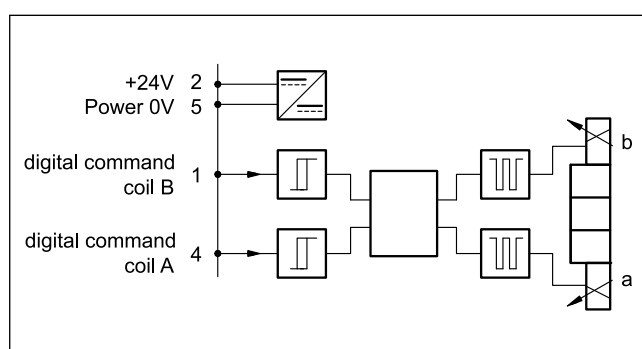 +24V 2
Power 0V 5
digital command
coil B 1
digital command
coil A 4
b
a